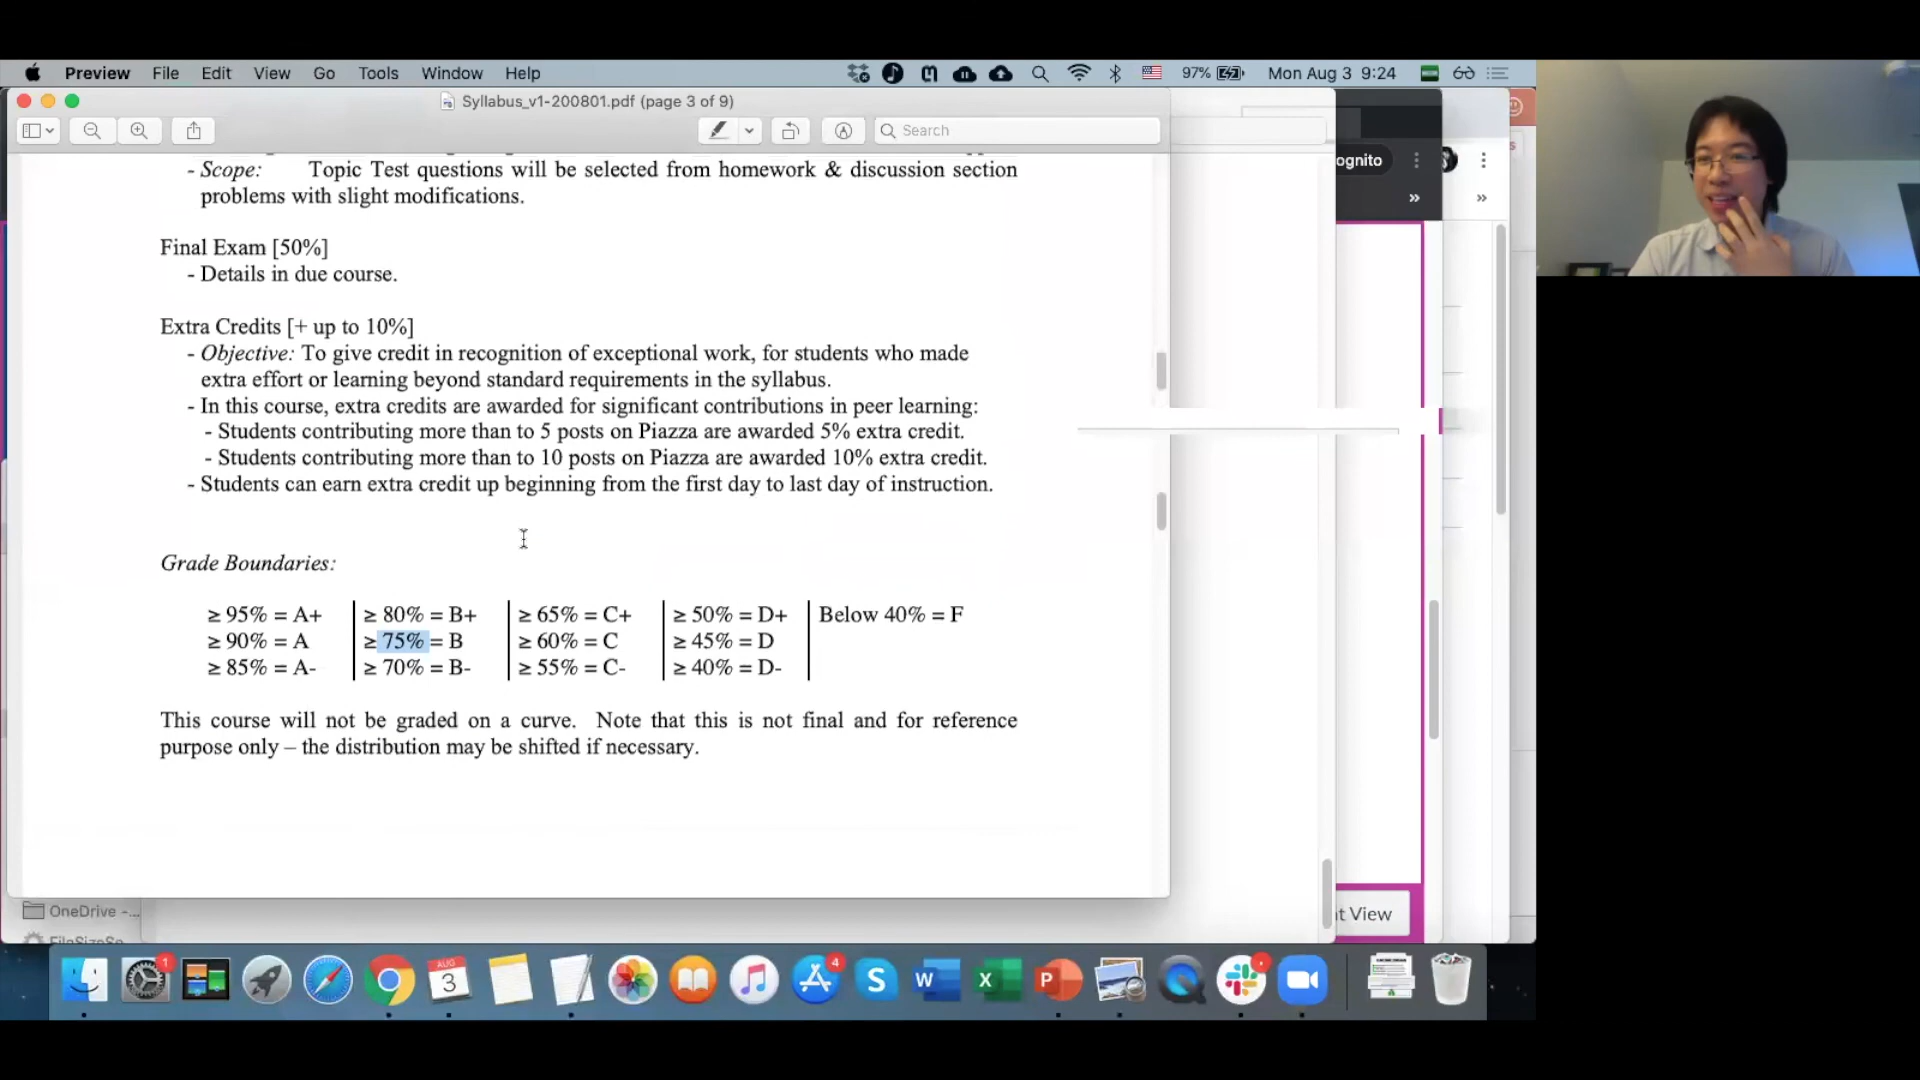 Preview File Edit View Go Tools Window Help
97% Mon Aug 3 9:24
Syllabus_v1-200801.pdf (page 3 of 9)
Search
ognito
- Scope: Topic Test questions will be selected from homework & discussion section
problems with slight modifications.
Final Exam [50%]
- Details in due course.
Extra Credits [+ up to 10%]
- Objective: To give credit in recognition of exceptional work, for students who made
extra effort or learning beyond standard requirements in the syllabus.
- In this course, extra credits are awarded for significant contributions in peer learning:
- Students contributing more than to 5 posts on Piazza are awarded 5% extra credit.
- Students contributing more than to 10 posts on Piazza are awarded 10% extra credit.
- Students can earn extra credit up beginning from the first day to last day of instruction.
Grade Boundaries:
≥ 95% = A+ ≥ 80% = B+ ≥ 65% = C+ ≥ 50% = D+ Below 40% = F
≥ 90% = A ≥ 75% = B ≥ 60% = C ≥ 45% = D
≥ 85% = A- ≥ 70% = B- ≥ 55% = C- ≥ 40% = D-
This course will not be graded on a curve. Note that this is not final and for reference
purpose only – the distribution may be shifted if necessary.
OneDrive -...
t View
1
AUG
3
4
S
W
X
P